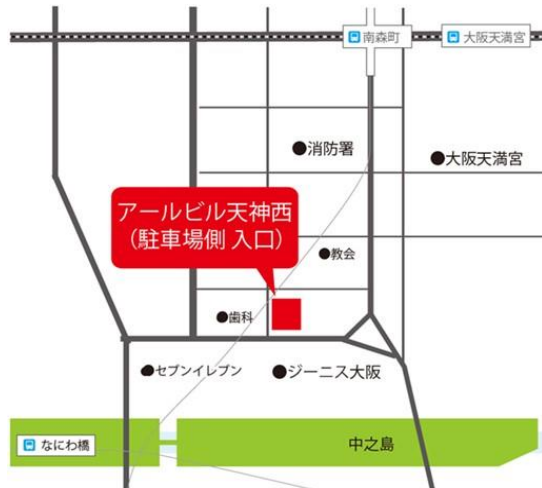 南森町
大阪天満宮
●消防署
●大阪天満宮
アールビル天神西
(駐車場側 入口)
●教会
●歯科
●セブンイレブン
●ジーニス大阪
なにわ橋
中之島